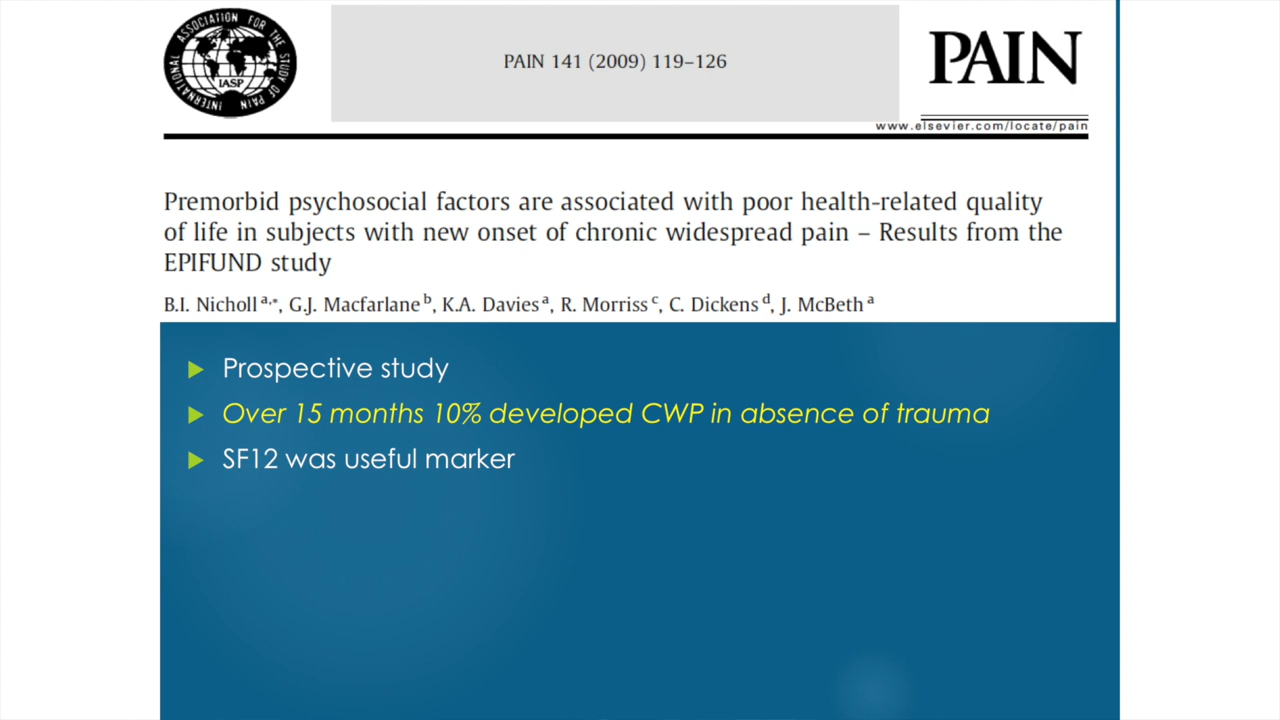 INTERNATIONAL ASSOCIATION FOR THE STUDY OF PAIN
IASP
PAIN 141 (2009) 119–126
PAIN
www.elsevier.com/locate/pain
Premorbid psychosocial factors are associated with poor health-related quality
of life in subjects with new onset of chronic widespread pain – Results from the
EPIFUND study
B.I. Nicholl a,*, G.J. Macfarlane b, K.A. Davies a, R. Morriss c, C. Dickens d, J. McBeth a
Prospective study
Over 15 months 10% developed CWP in absence of trauma
SF12 was useful marker